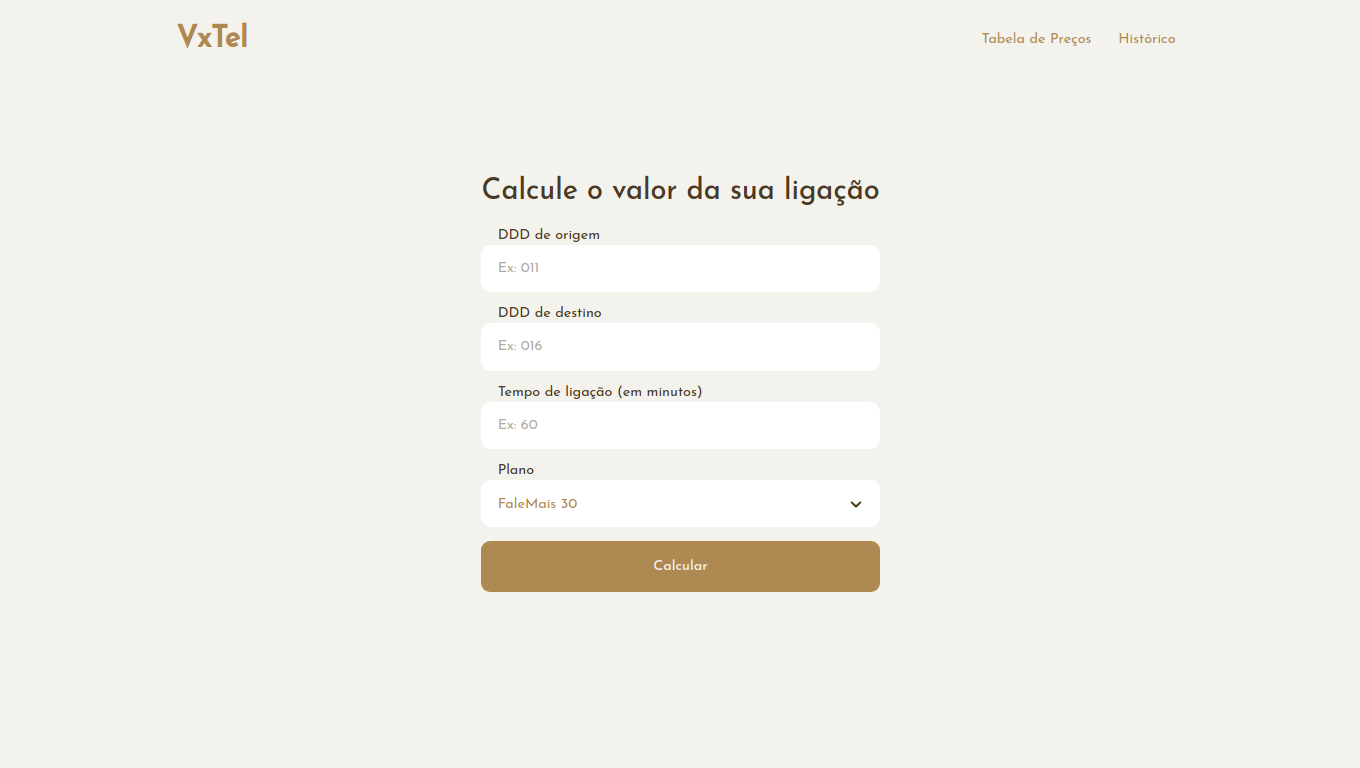 VxTel
Tabela de Preços
Histórico
Calcule o valor da sua ligação
DDD de origem
Ex: 011
DDD de destino
Ex: 016
Tempo de ligação (em minutos)
Ex: 60
Plano
FaleMais 30
Calcular